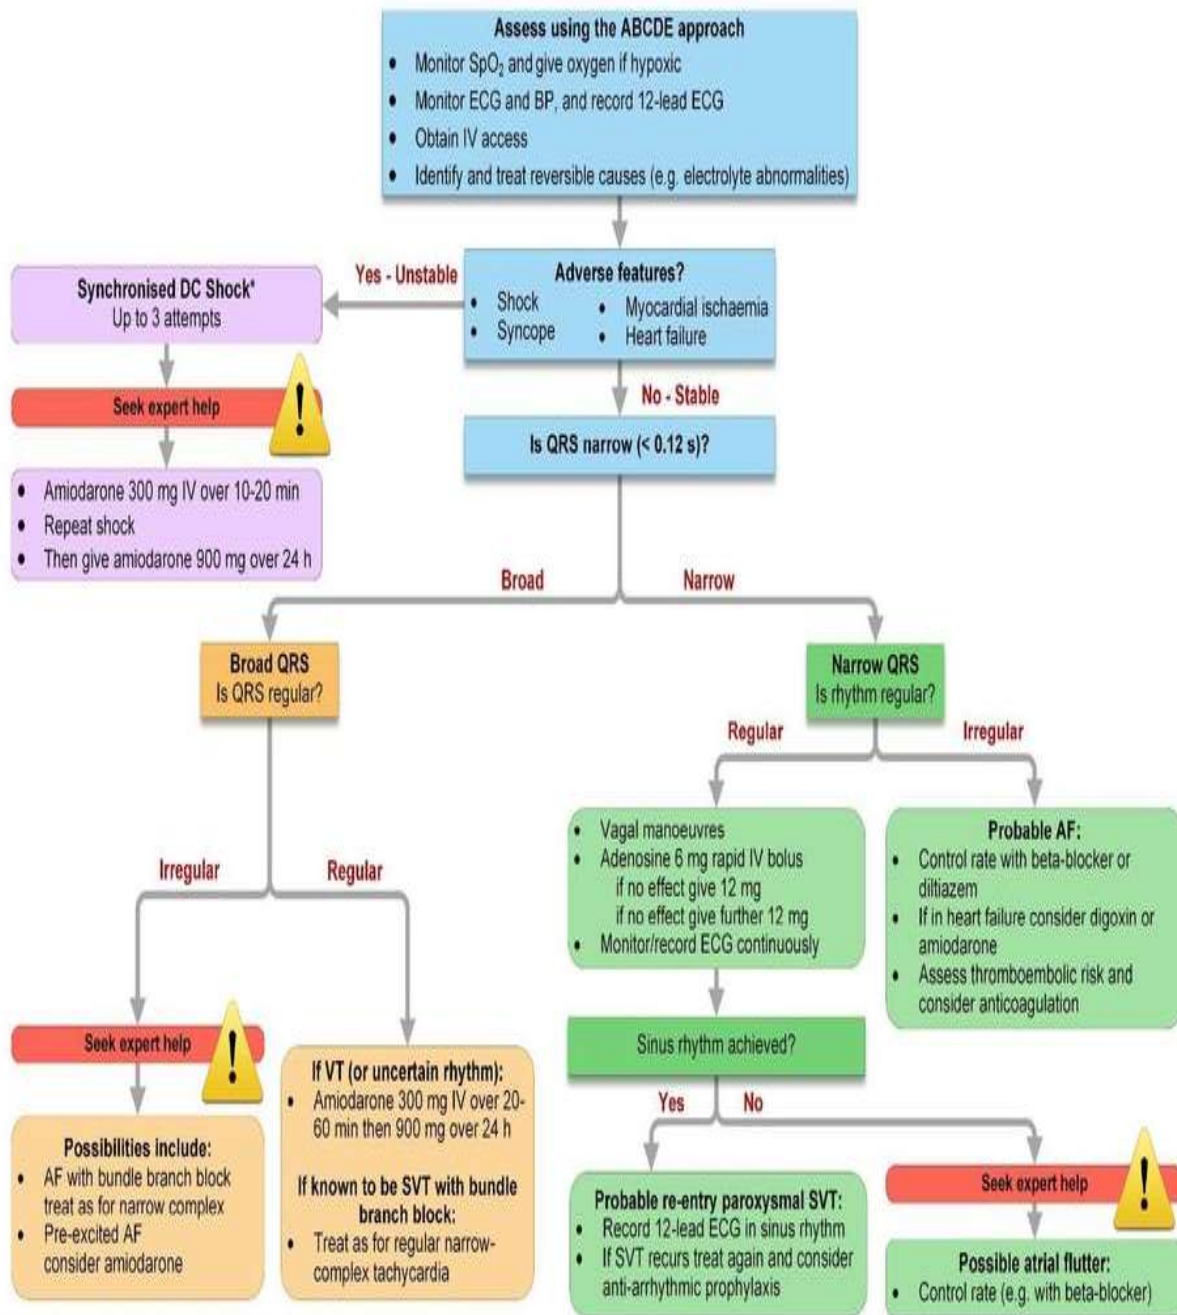 Assess using the ABCDE approach
• Monitor SpO₂ and give oxygen if hypoxic
• Monitor ECG and BP, and record 12-lead ECG
• Obtain IV access
• Identify and treat reversible causes (e.g. electrolyte abnormalities)
Yes - Unstable
Adverse features?
• Shock
• Syncope
• Myocardial ischaemia
• Heart failure
Synchronised DC Shock*
Up to 3 attempts
Seek expert help
!
• Amiodarone 300 mg IV over 10-20 min
• Repeat shock
• Then give amiodarone 900 mg over 24 h
No - Stable
Is QRS narrow (< 0.12 s)?
Broad
Narrow
Broad QRS
Is QRS regular?
Narrow QRS
Is rhythm regular?
Irregular
Regular
Seek expert help
!
Possibilities include:
• AF with bundle branch block
treat as for narrow complex
• Pre-excited AF
consider amiodarone
If VT (or uncertain rhythm):
• Amiodarone 300 mg IV over 20-
60 min then 900 mg over 24 h
If known to be SVT with bundle
branch block:
• Treat as for regular narrow-
complex tachycardia
Regular
Irregular
• Vagal manoeuvres
• Adenosine 6 mg rapid IV bolus
if no effect give 12 mg
if no effect give further 12 mg
• Monitor/record ECG continuously
Probable AF:
• Control rate with beta-blocker or
diltiazem
• If in heart failure consider digoxin or
amiodarone
• Assess thromboembolic risk and
consider anticoagulation
Sinus rhythm achieved?
Yes
No
Probable re-entry paroxysmal SVT:
• Record 12-lead ECG in sinus rhythm
• If SVT recurs treat again and consider
anti-arrhythmic prophylaxis
Seek expert help
!
Possible atrial flutter:
• Control rate (e.g. with beta-blocker)